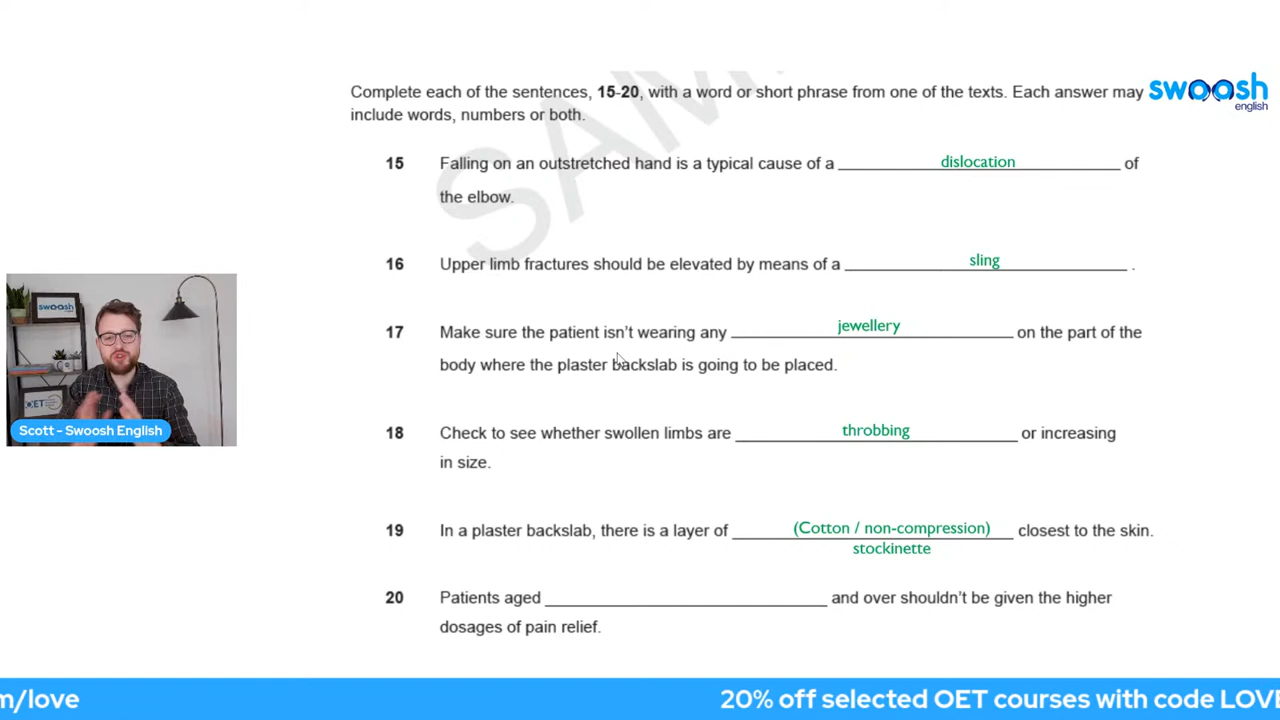 Complete each of the sentences, 15-20, with a word or short phrase from one of the texts. Each answer may
include words, numbers or both.
swoosh
english
15 Falling on an outstretched hand is a typical cause of a dislocation of
the elbow.
16 Upper limb fractures should be elevated by means of a sling .
17 Make sure the patient isn't wearing any jewellery on the part of the
body where the plaster backslab is going to be placed.
swoosh
OET
Scott - Swoosh English
18 Check to see whether swollen limbs are throbbing or increasing
in size.
19 In a plaster backslab, there is a layer of (Cotton / non-compression) closest to the skin.
stockinette
20 Patients aged and over shouldn't be given the higher
dosages of pain relief.
m/love 20% off selected OET courses with code LOVE